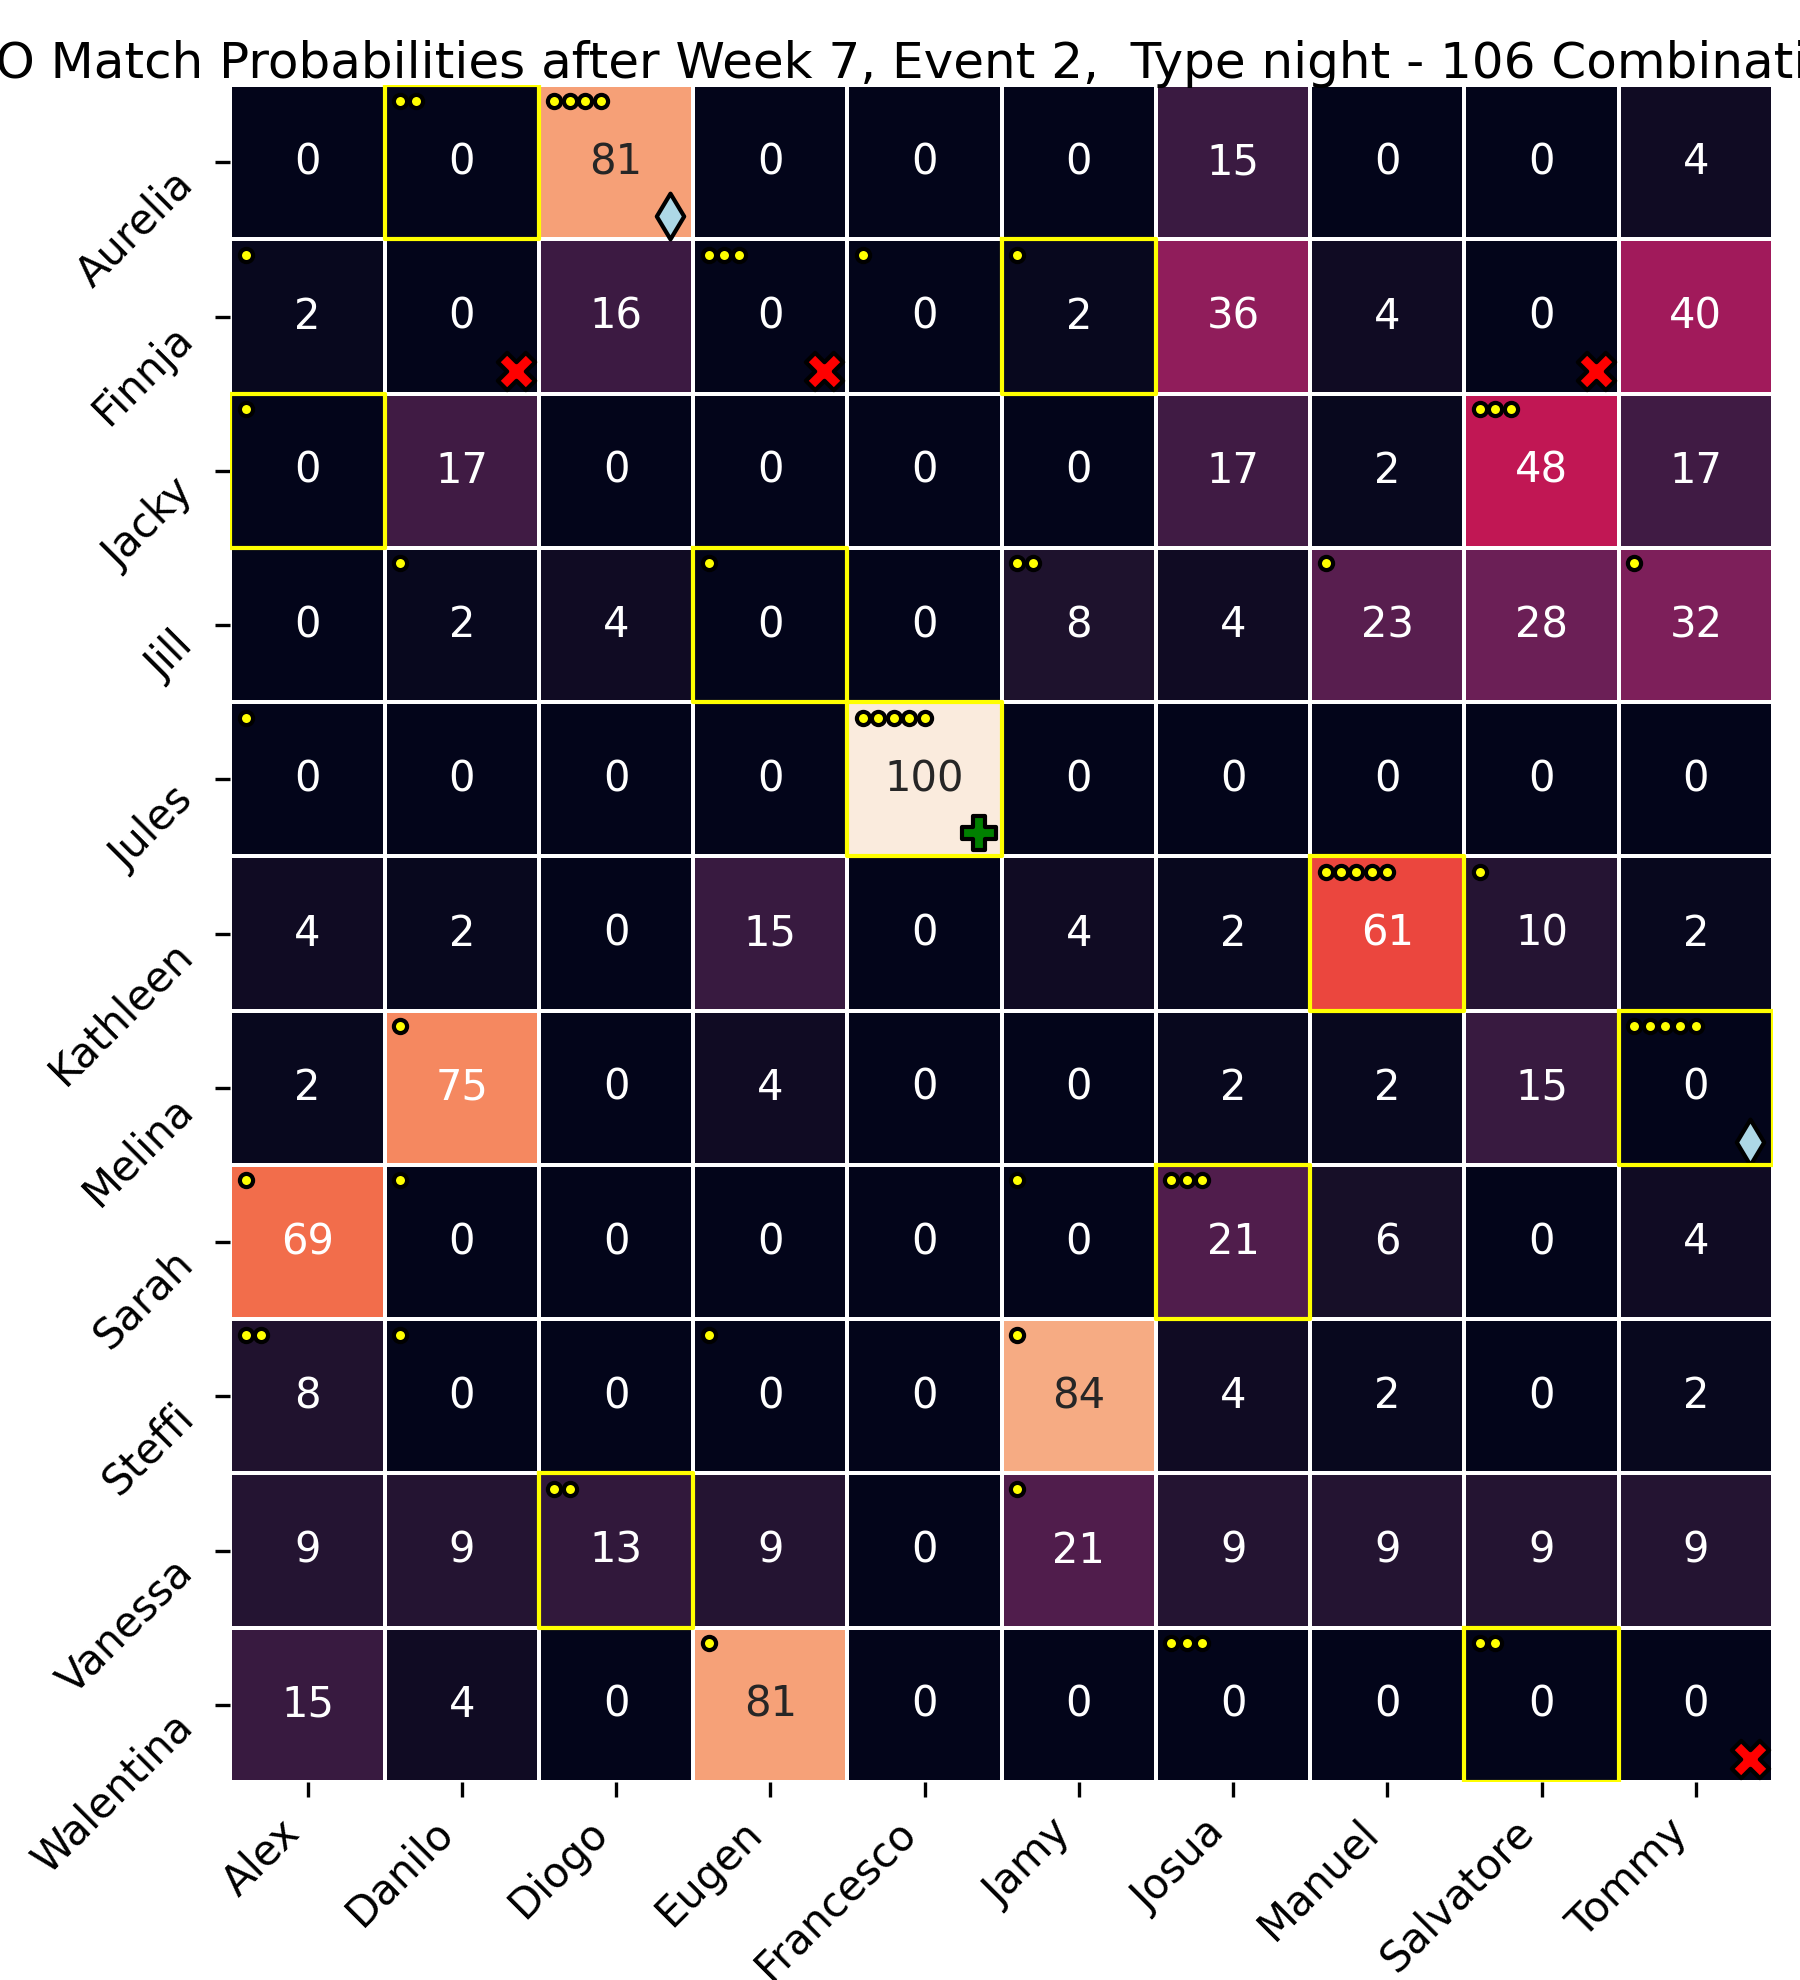 O Match Probabilities after Week 7, Event 2, Type night - 106 Combinati
Aurelia 0 0 81 0 0 0 15 0 0 4
Finnja 2 0 16 0 0 2 36 4 0 40
Jacky 0 17 0 0 0 0 17 2 48 17
Jill 0 2 4 0 0 8 4 23 28 32
Jules 0 0 0 0 100 0 0 0 0 0
Kathleen 4 2 0 15 0 4 2 61 10 2
Melina 2 75 0 4 0 0 2 2 15 0
Sarah 69 0 0 0 0 0 21 6 0 4
Steffi 8 0 0 0 0 84 4 2 0 2
Vanessa 9 9 13 9 0 21 9 9 9 9
Walentina 15 4 0 81 0 0 0 0 0 0
Alex Danilo Diogo Eugen Francesco Jamy Josua Manuel Salvatore Tommy